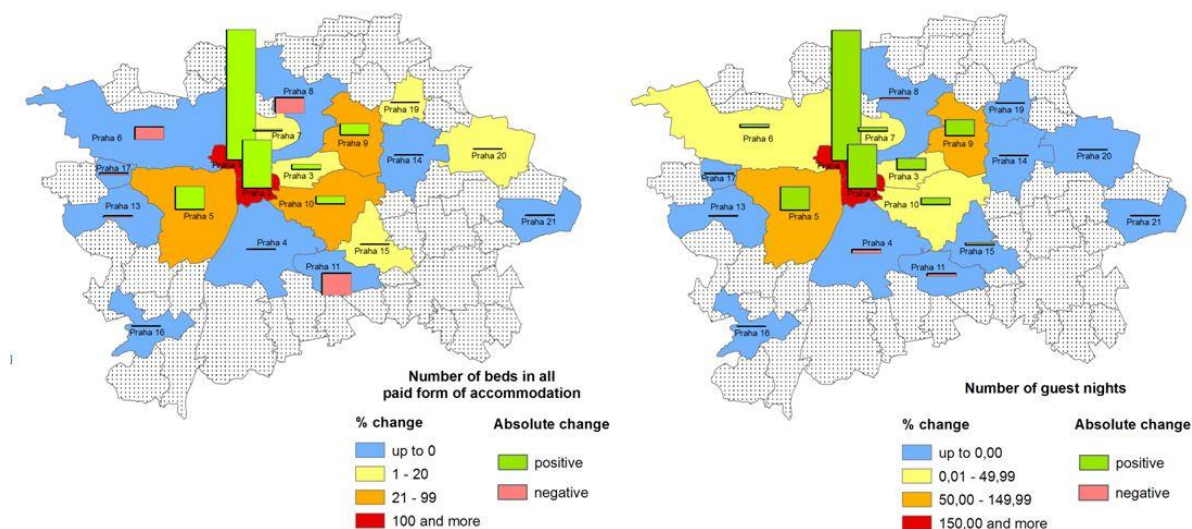 Praha 8
Praha 19
Praha 6
Praha 7
Praha 9
Praha 14
Praha 20
Praha 17
Praha 3
Praha 13
Praha 5
Praha 10
Praha 21
Praha 4
Praha 15
Praha 11
Praha 16
Number of beds in all
paid form of accommodation
% change
Absolute change
up to 0
positive
1 - 20
negative
21 - 99
100 and more
Praha 8
Praha 19
Praha 6
Praha 7
Praha 9
Praha 14
Praha 20
Praha 17
Praha 3
Praha 13
Praha 5
Praha 10
Praha 21
Praha 4
Praha 15
Praha 11
Praha 16
Number of guest nights
% change
Absolute change
up to 0,00
positive
0,01 - 49,99
negative
50,00 - 149,99
150,00 and more